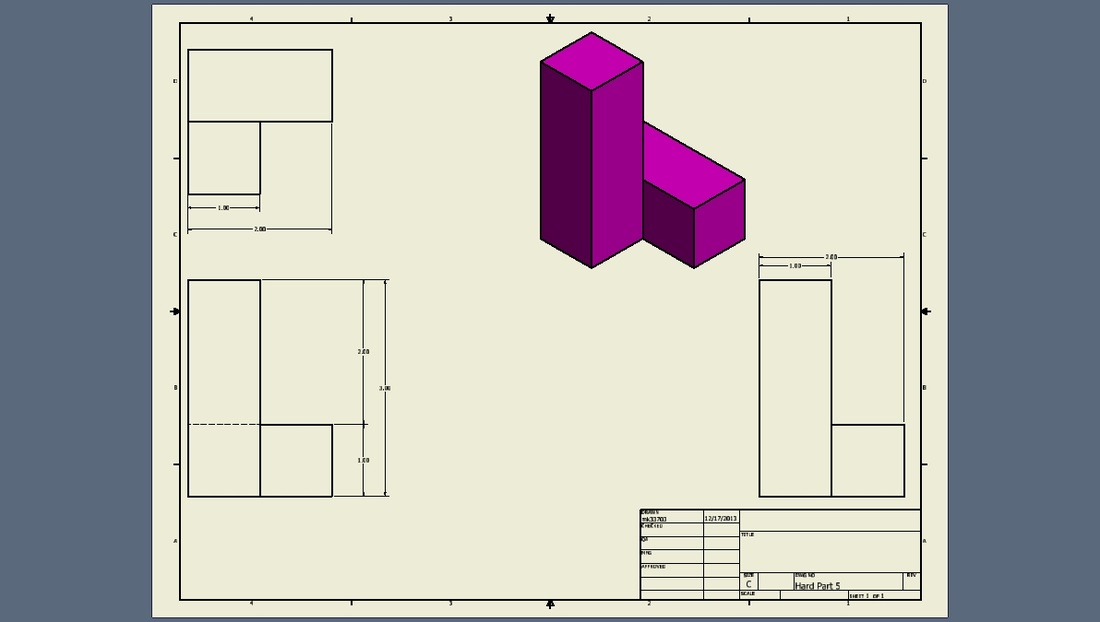 4 3 2 1
D D
1.00
2.00
C C
2.00
1.00
2.00
3.00
B B
1.00
DRAWN
mk33703 12/17/2013
CHECKED
TITLE
QA
MFG
APPROVED
SIZE DWG NO REV
C Hard Part 5
SCALE
SHEET 1 OF 1
A A
4 3 2 1